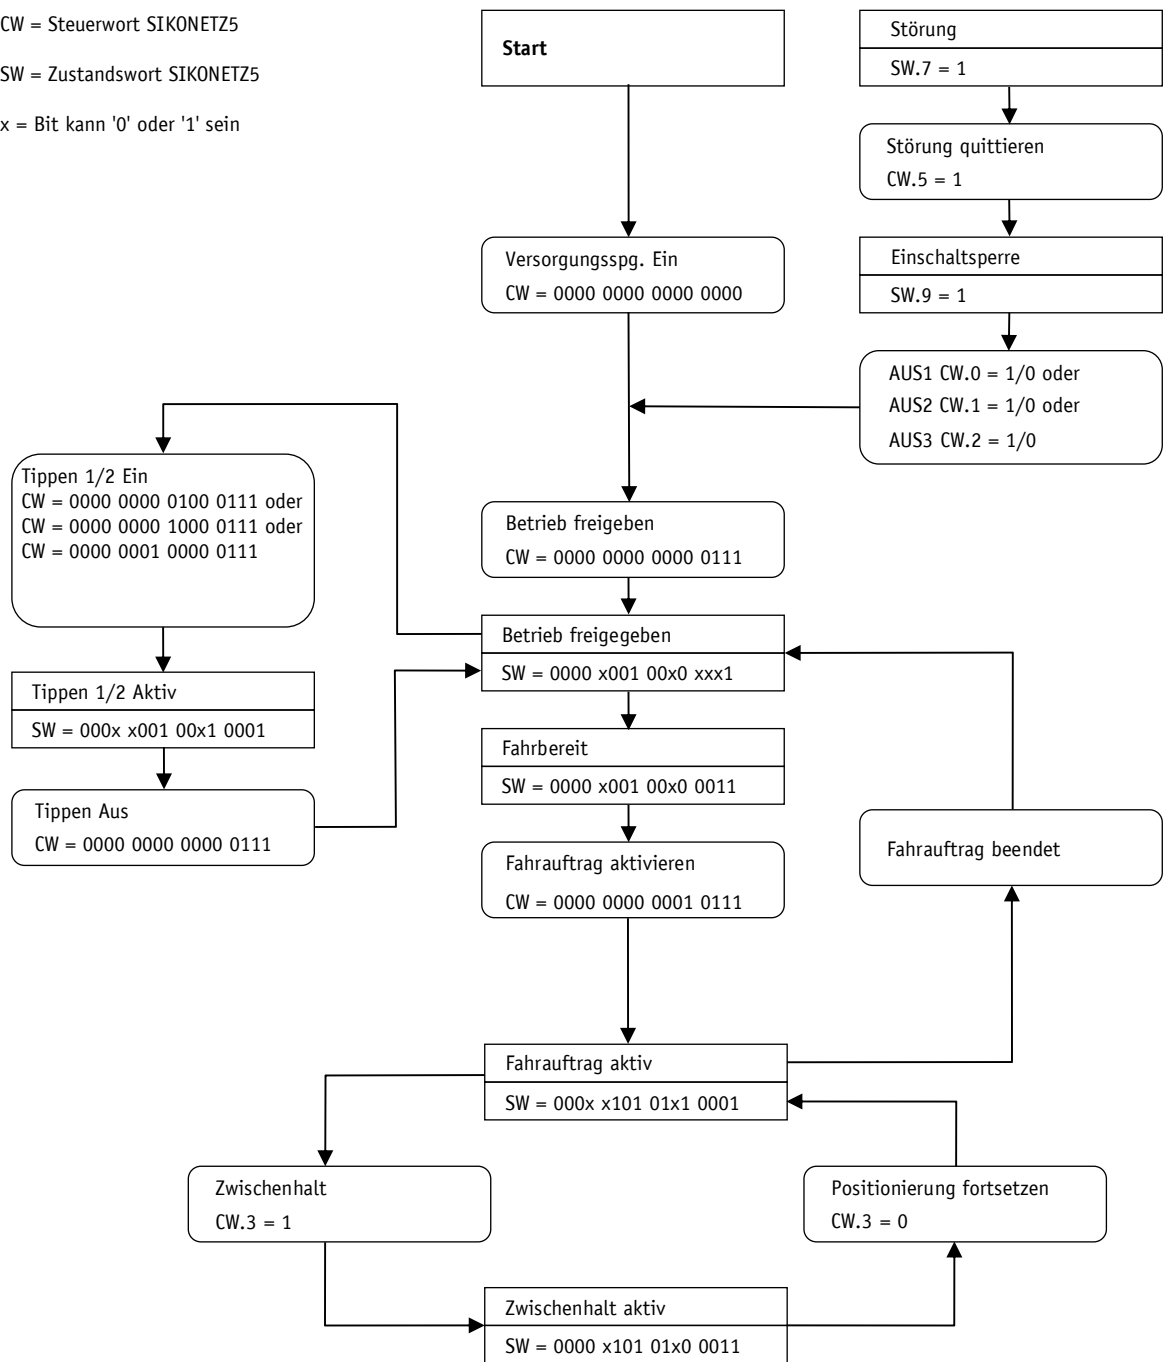 CW = Steuerwort SIKONETZ5
SW = Zustandswort SIKONETZ5
x = Bit kann '0' oder '1' sein
Start
Störung
SW.7 = 1
Störung quittieren
CW.5 = 1
Versorgungsspg. Ein
CW = 0000 0000 0000 0000
Einschaltsperre
SW.9 = 1
AUS1 CW.0 = 1/0 oder
AUS2 CW.1 = 1/0 oder
AUS3 CW.2 = 1/0
Tippen 1/2 Ein
CW = 0000 0000 0100 0111 oder
CW = 0000 0000 1000 0111 oder
CW = 0000 0001 0000 0111
Betrieb freigeben
CW = 0000 0000 0000 0111
Betrieb freigegeben
SW = 0000 x001 00x0 xxx1
Tippen 1/2 Aktiv
SW = 000x x001 00x1 0001
Fahrbereit
SW = 0000 x001 00x0 0011
Tippen Aus
CW = 0000 0000 0000 0111
Fahrauftrag aktivieren
CW = 0000 0000 0001 0111
Fahrauftrag beendet
Fahrauftrag aktiv
SW = 000x x101 01x1 0001
Zwischenhalt
CW.3 = 1
Positionierung fortsetzen
CW.3 = 0
Zwischenhalt aktiv
SW = 0000 x101 01x0 0011